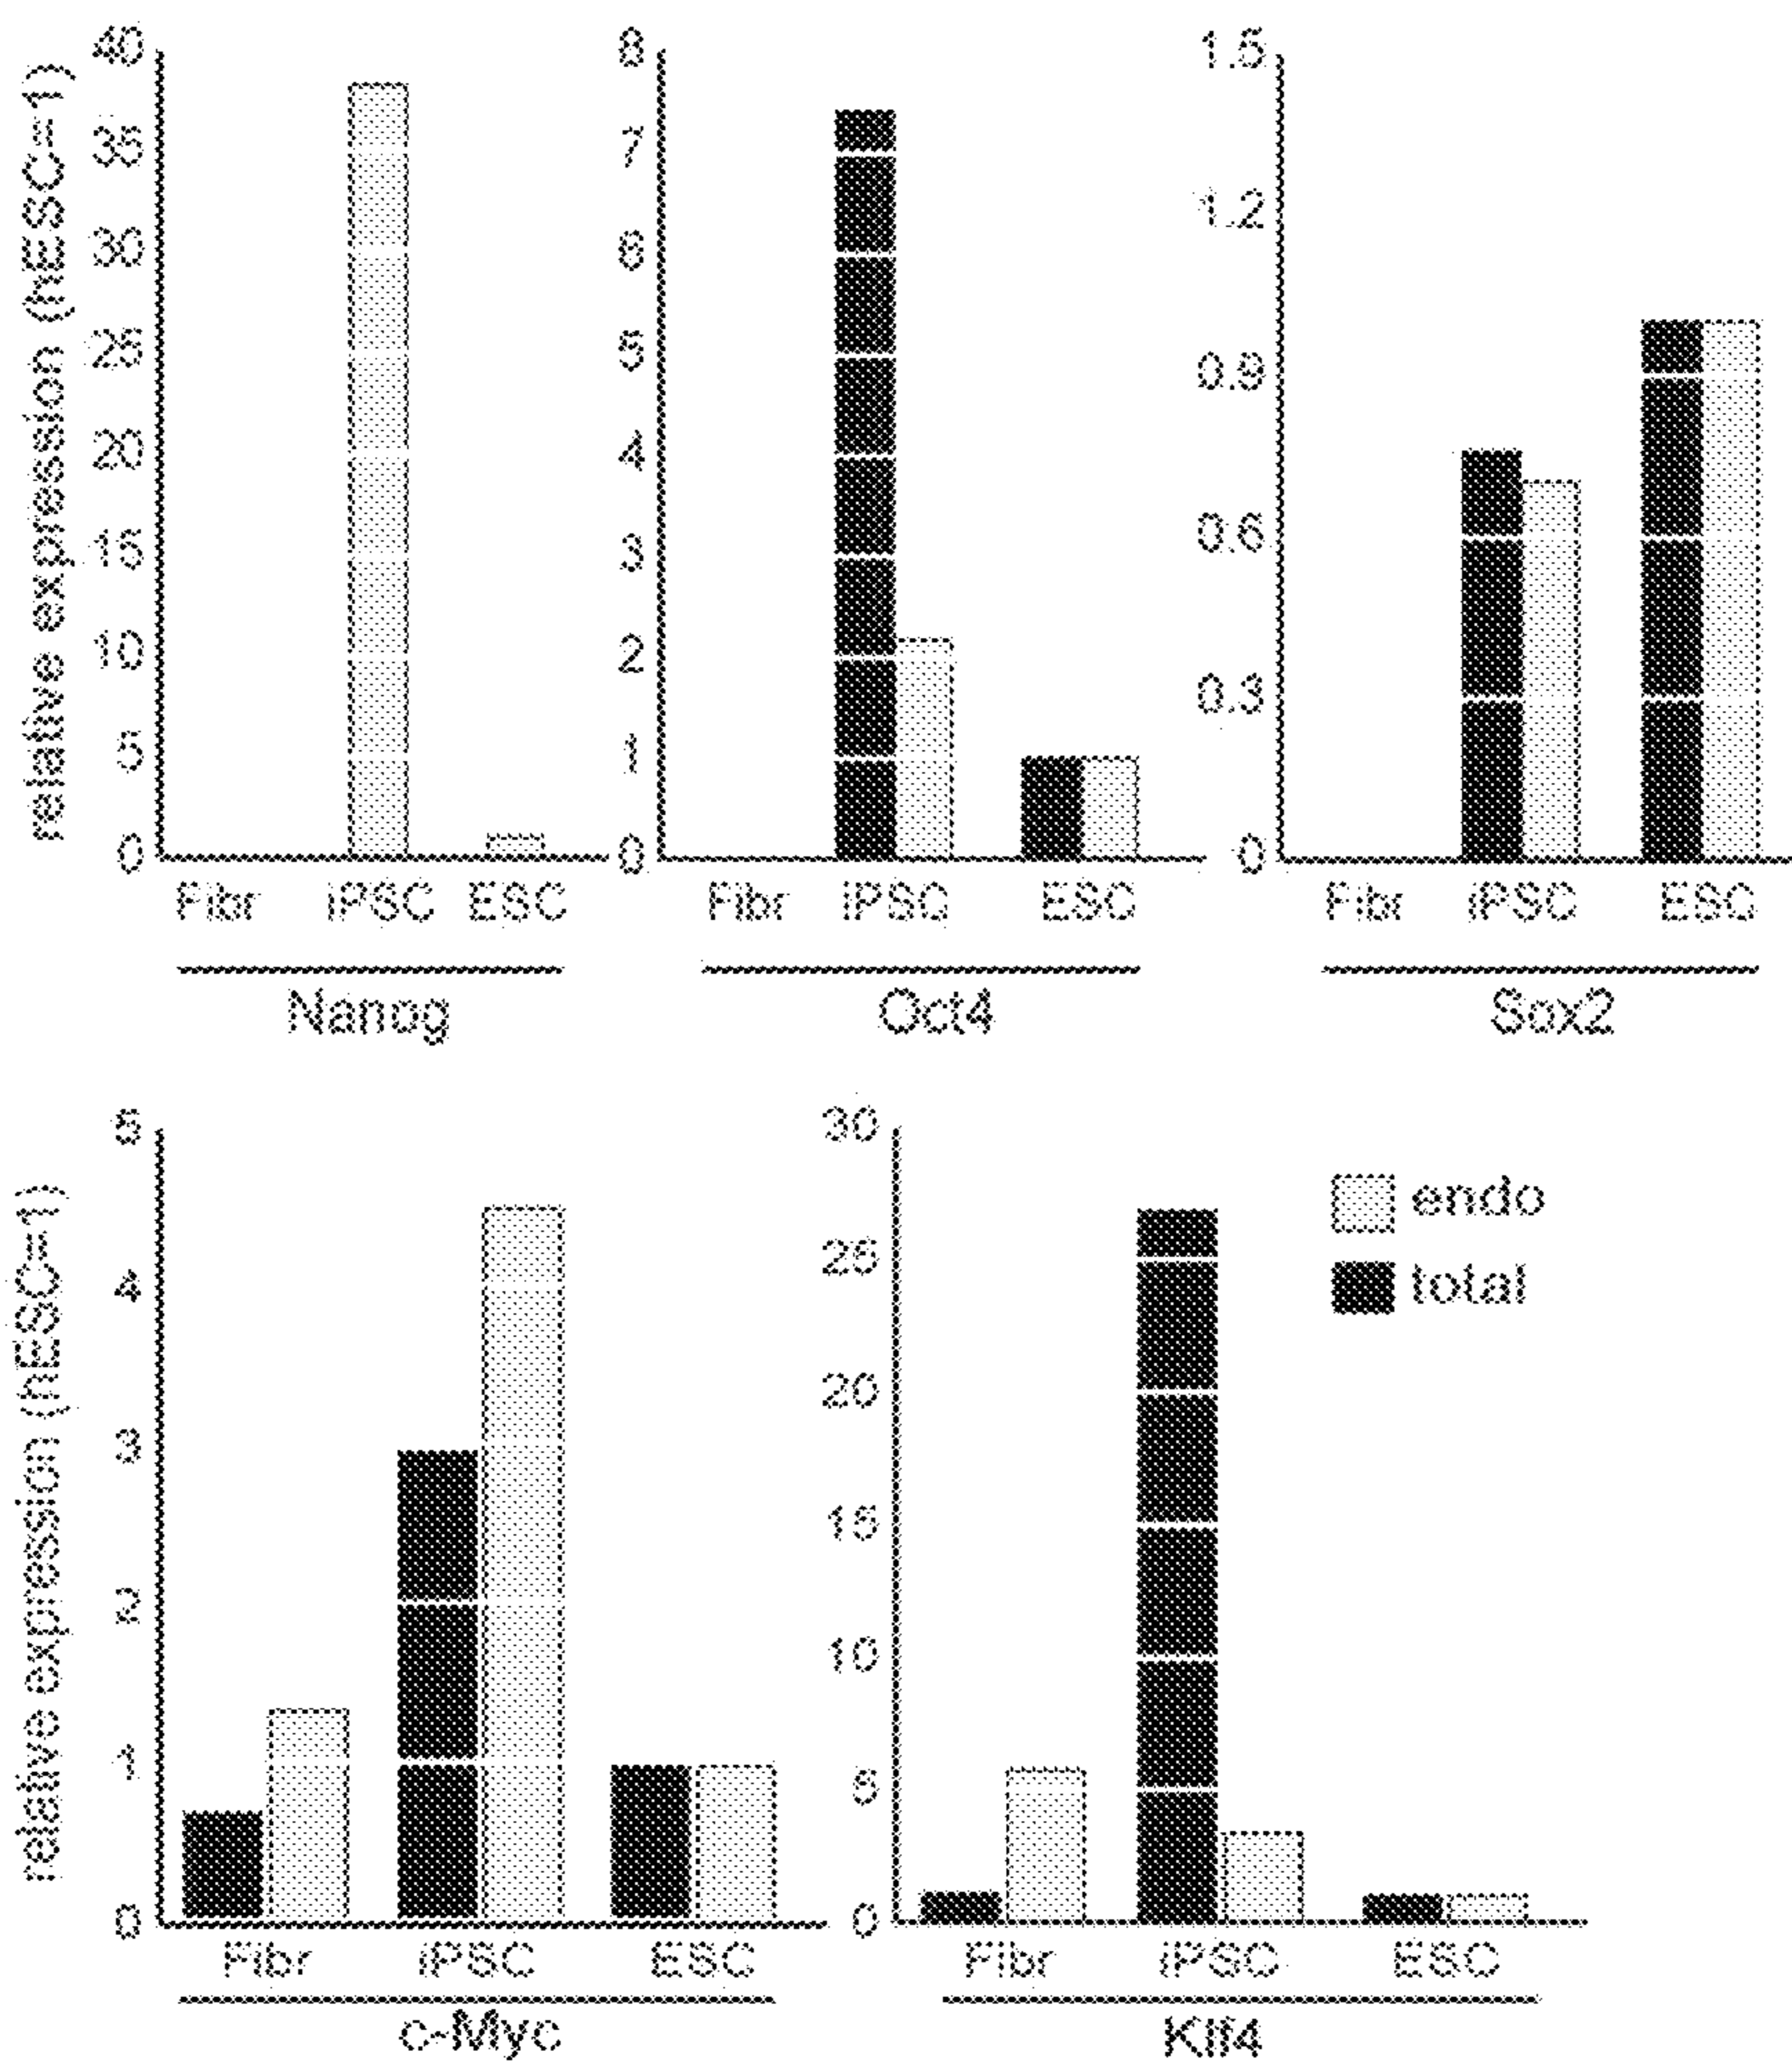 relative expression (hESC=1)
40
35
30
25
20
15
10
5
0
Fibr iPSC ESC
Nanog
8
7
6
5
4
3
2
1
0
Fibr iPSC ESC
Oct4
1.5
1.2
0.9
0.6
0.3
0
Fibr iPSC ESC
Sox2
relative expression (hESC=1)
5
4
3
2
1
0
Fibr iPSC ESC
c-Myc
30
25
20
15
10
5
0
Fibr iPSC ESC
Klf4
endo
total